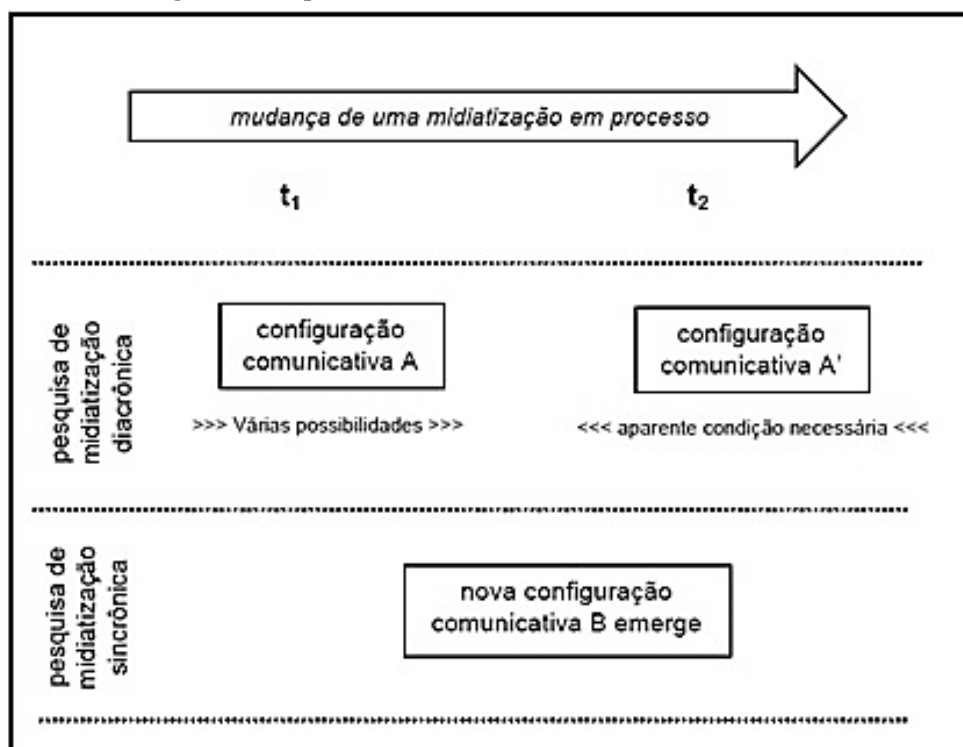 mudança de uma midiatização em processo
t₁
t₂
pesquisa de
midiatização
diacrônica
configuração
comunicativa A
configuração
comunicativa A'
>>> Várias possibilidades >>>
<<< aparente condição necessária <<<
pesquisa de
midiatização
sincrônica
nova configuração
comunicativa B emerge